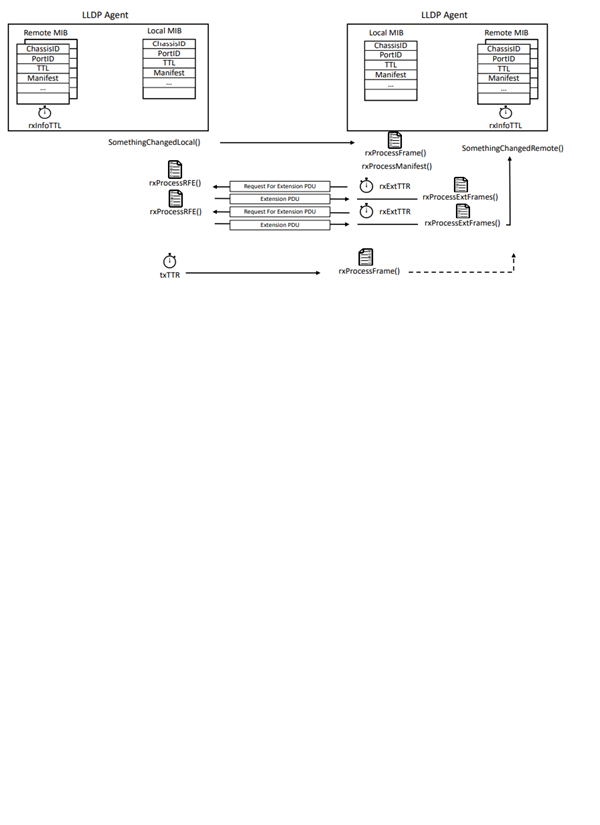 LLDP Agent
LLDP Agent
Remote MIB
ChassisID
PortID
TTL
Manifest
...
rxInfoTTL
Local MIB
ChassisID
PortID
TTL
Manifest
...
Local MIB
ChassisID
PortID
TTL
Manifest
...
Remote MIB
ChassisID
PortID
TTL
Manifest
...
rxInfoTTL
SomethingChangedLocal()
rxProcessFrame()
SomethingChangedRemote()
rxProcessManifest()
rxProcessRFE()
Request For Extension PDU
rxExtTTR
Extension PDU
rxProcessExtFrames()
rxProcessRFE()
Request For Extension PDU
rxExtTTR
Extension PDU
rxProcessExtFrames()
txTTR
rxProcessFrame()